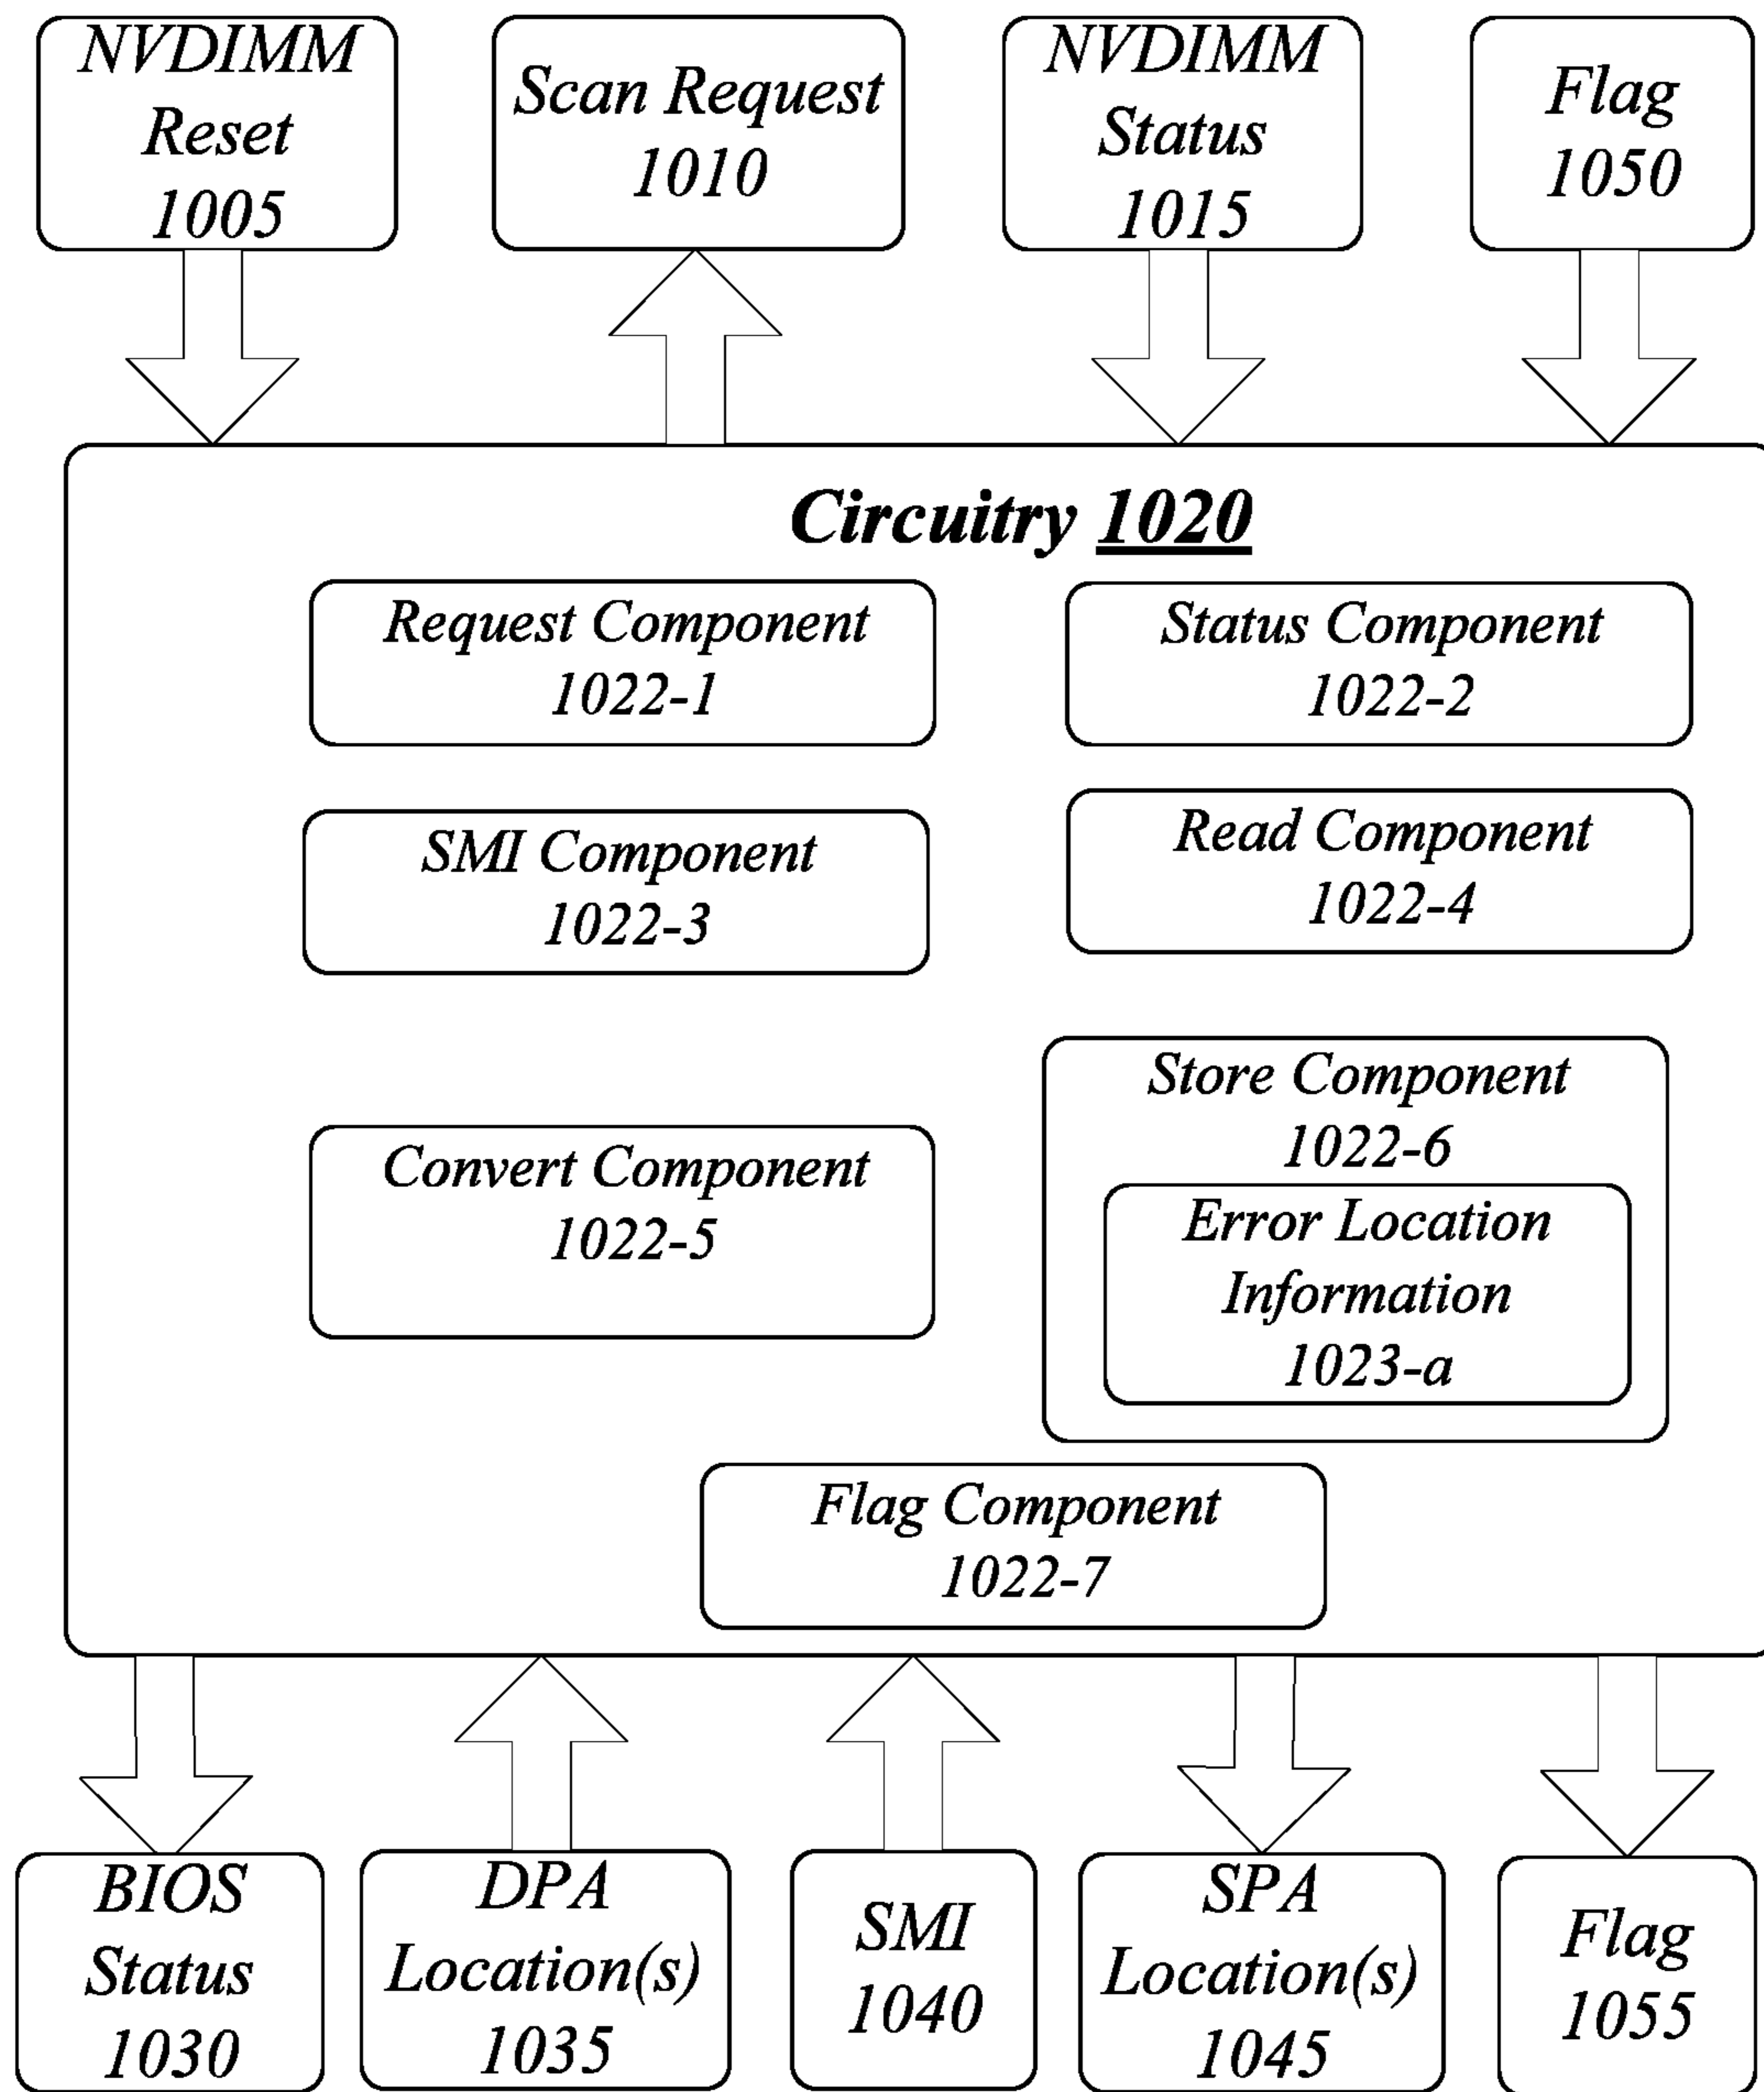 NVDIMM
Reset
1005
Scan Request
1010
NVDIMM
Status
1015
Flag
1050
Circuitry 1020
Request Component
1022-1
Status Component
1022-2
SMI Component
1022-3
Read Component
1022-4
Convert Component
1022-5
Store Component
1022-6
Error Location
Information
1023-a
Flag Component
1022-7
BIOS
Status
1030
DPA
Location(s)
1035
SMI
1040
SPA
Location(s)
1045
Flag
1055